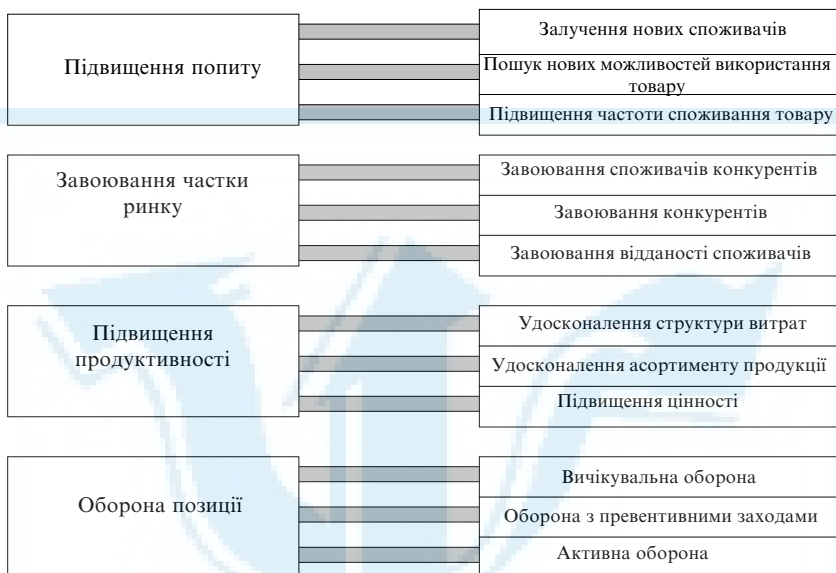 Підвищення попиту
Залучення нових споживачів
Пошук нових можливостей використання
товару
Підвищення частоти споживання товару
Завоювання частки
ринку
Завоювання споживачів конкурентів
Завоювання конкурентів
Завоювання відданості споживачів
Підвищення
продуктивності
Удосконалення структури витрат
Удосконалення асортименту продукції
Підвищення цінності
Оборона позиції
Вичікувальна оборона
Оборона з превентивними заходами
Активна оборона